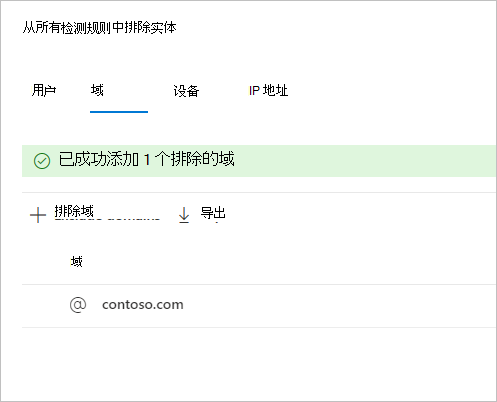 从所有检测规则中排除实体
用户 域 设备 IP 地址
已成功添加 1 个排除的域
排除域 导出
域
contoso.com